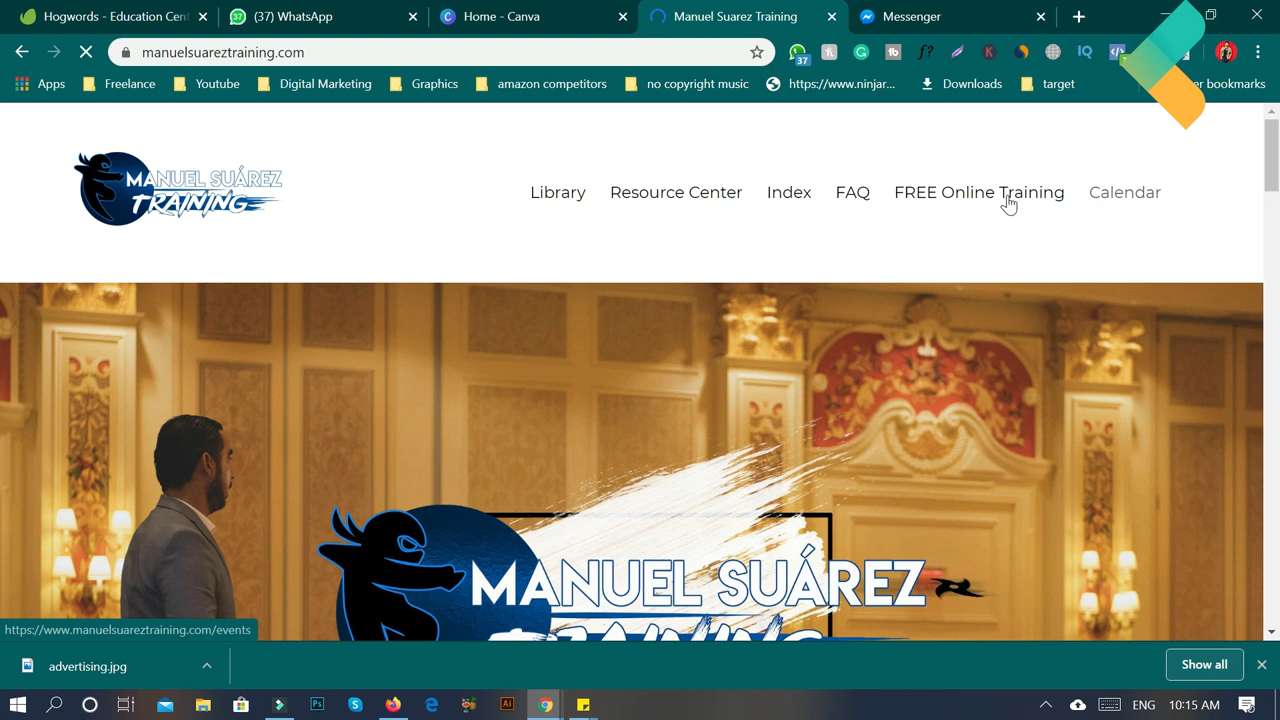 Hogwords - Education Cent
(37) WhatsApp
Home - Canva
Manuel Suarez Training
Messenger
manuelsuareztraining.com
37
Apps
Freelance
Youtube
Digital Marketing
Graphics
amazon competitors
no copyright music
https://www.ninjar...
Downloads
target
er bookmarks
MANUEL SUÁREZ
TRAINING
Library
Resource Center
Index
FAQ
FREE Online Training
Calendar
MANUEL SUÁREZ
TRAINING
https://www.manuelsuareztraining.com/events
advertising.jpg
Show all
ENG
10:15 AM